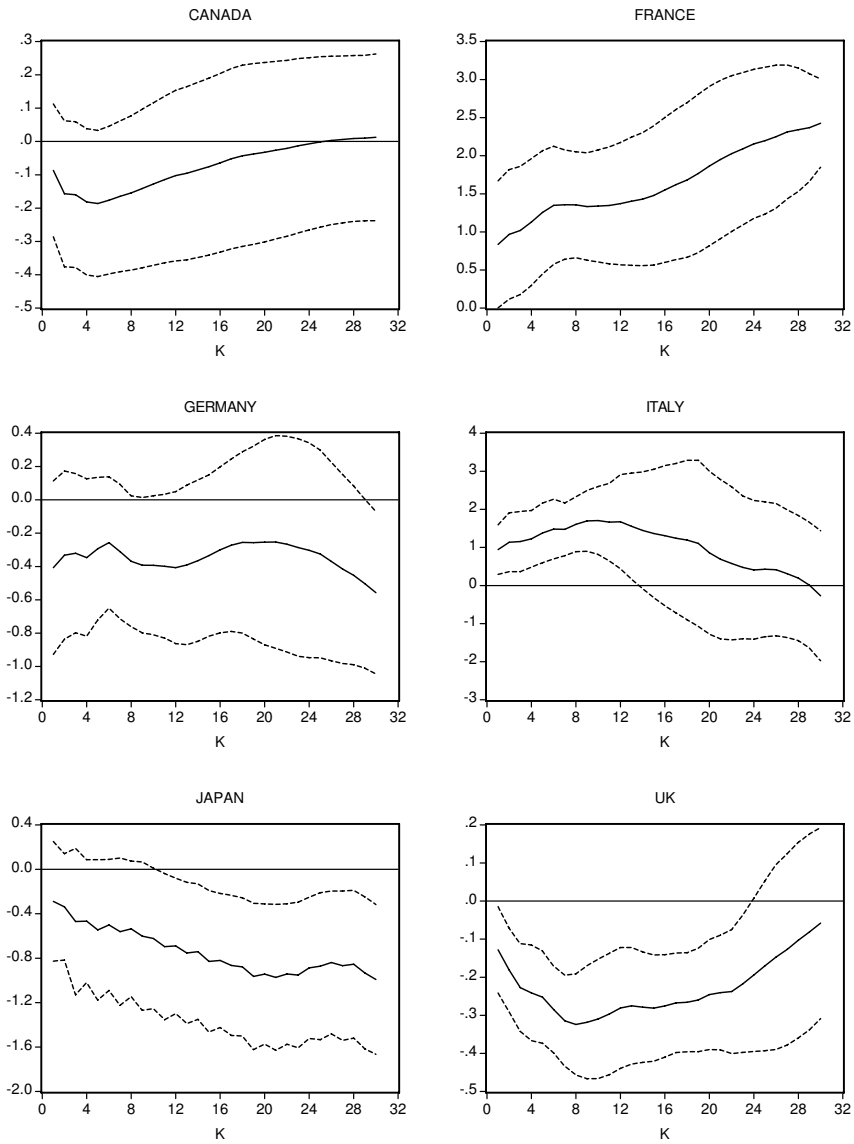 CANADA
.3
.2
.1
.0
-.1
-.2
-.3
-.4
-.5
0 4 8 12 16 20 24 28 32
K
FRANCE
3.5
3.0
2.5
2.0
1.5
1.0
0.5
0.0
0 4 8 12 16 20 24 28 32
K
GERMANY
0.4
0.2
0.0
-0.2
-0.4
-0.6
-0.8
-1.0
-1.2
0 4 8 12 16 20 24 28 32
K
ITALY
4
3
2
1
0
-1
-2
-3
0 4 8 12 16 20 24 28 32
K
JAPAN
0.4
0.0
-0.4
-0.8
-1.2
-1.6
-2.0
0 4 8 12 16 20 24 28 32
K
UK
.2
.1
.0
-.1
-.2
-.3
-.4
-.5
0 4 8 12 16 20 24 28 32
K